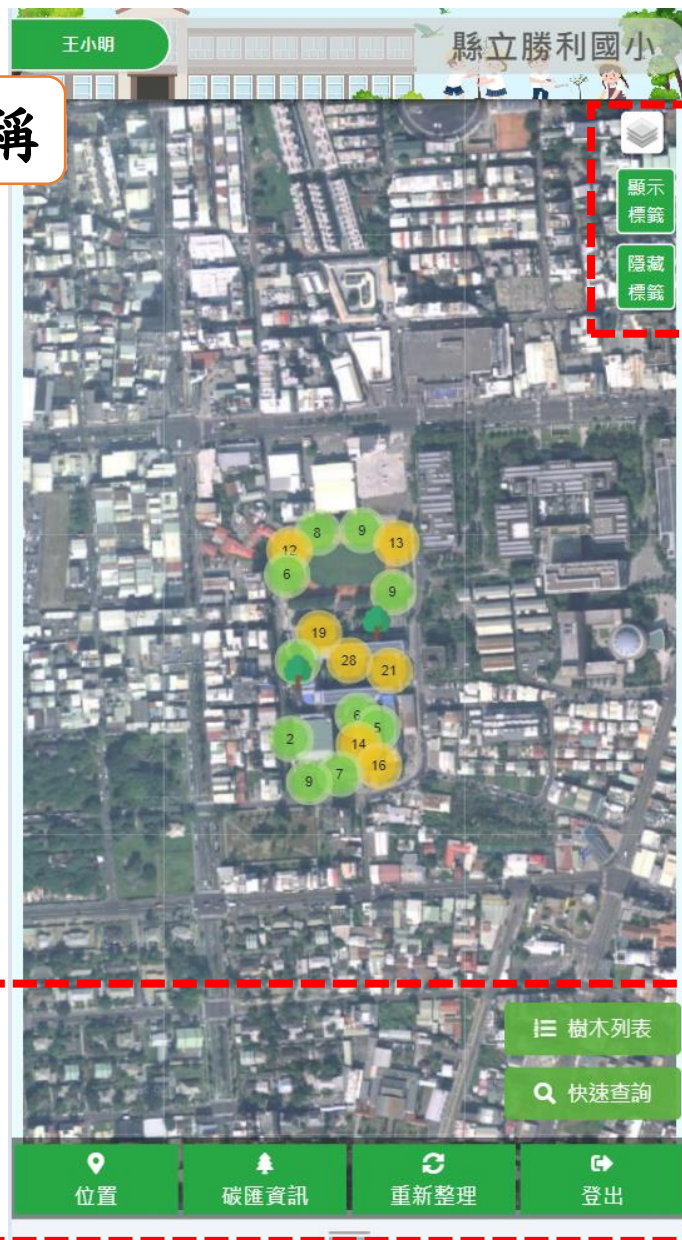 王小明
縣立勝利國小
稱
顯示
標籤
隱藏
標籤
8
9
12
13
6
9
19
28
21
6
5
2
14
16
7
9
樹木列表
快速查詢
位置
碳匯資訊
重新整理
登出